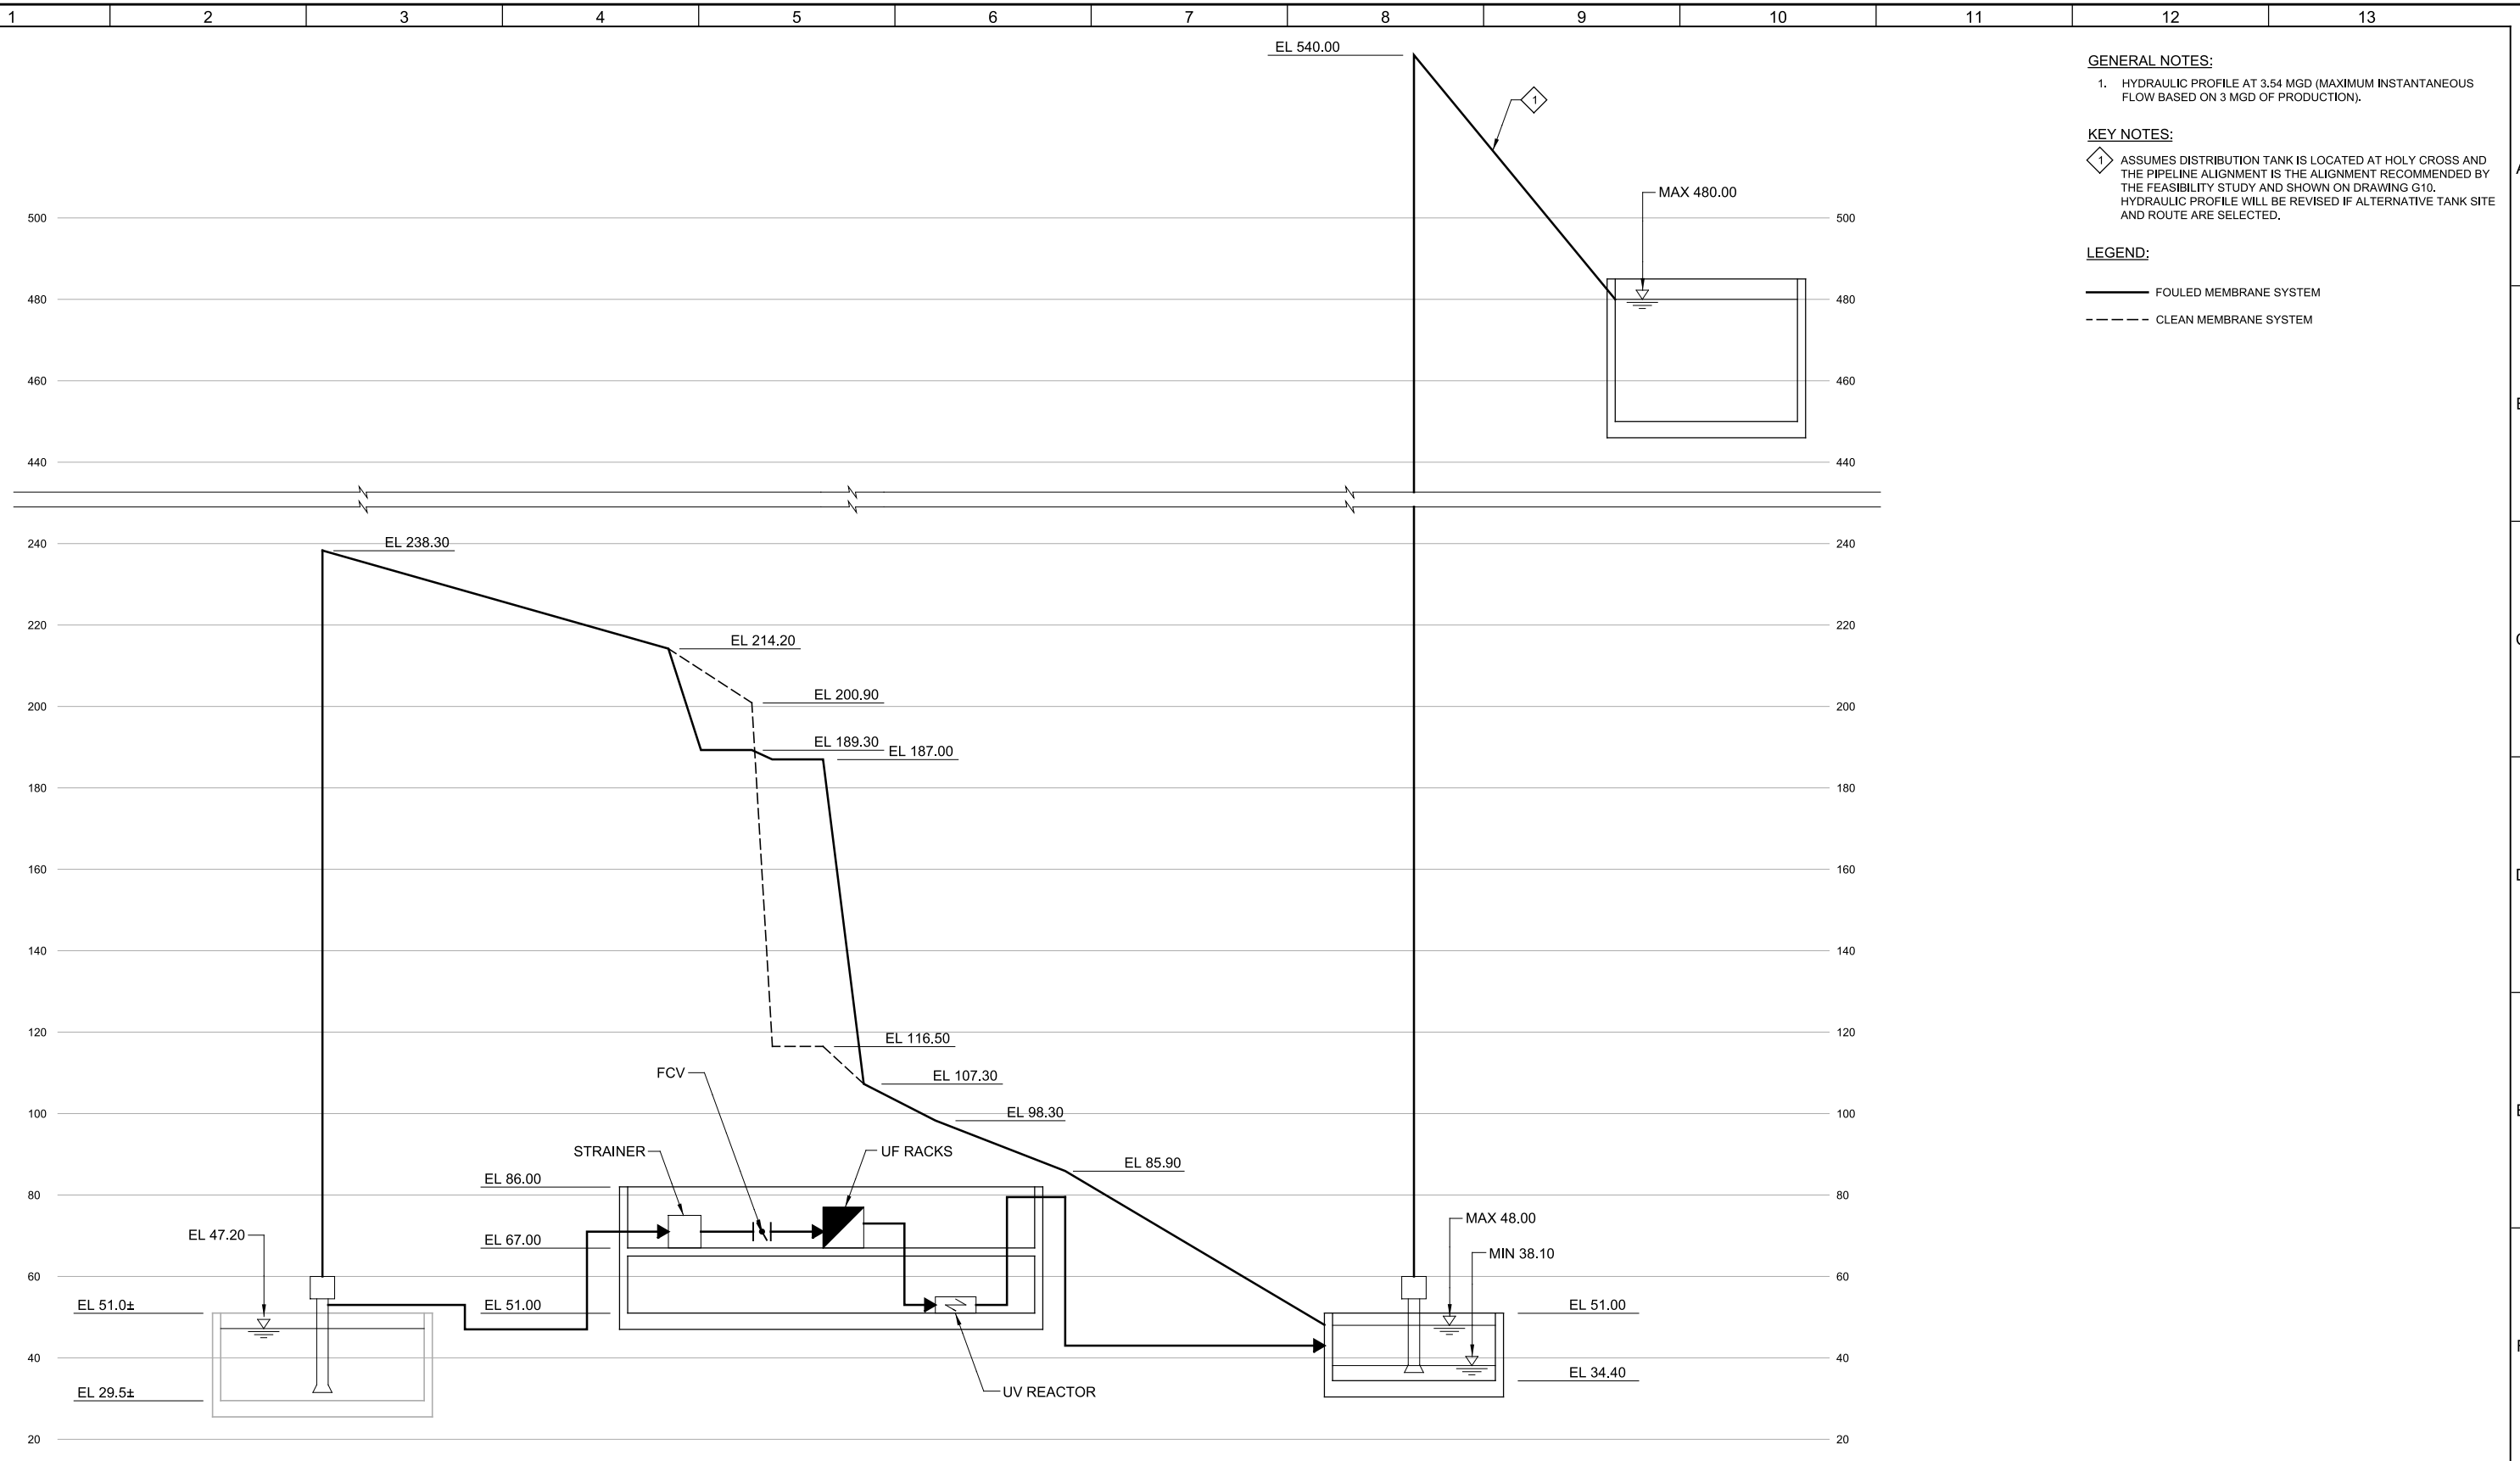 1 2 3 4 5 6 7 8 9 10 11 12 13
EL 540.00
GENERAL NOTES:
1. HYDRAULIC PROFILE AT 3.54 MGD (MAXIMUM INSTANTANEOUS
FLOW BASED ON 3 MGD OF PRODUCTION).
KEY NOTES:
1 ASSUMES DISTRIBUTION TANK IS LOCATED AT HOLY CROSS AND
THE PIPELINE ALIGNMENT IS THE ALIGNMENT RECOMMENDED BY
THE FEASIBILITY STUDY AND SHOWN ON DRAWING G10.
HYDRAULIC PROFILE WILL BE REVISED IF ALTERNATIVE TANK SITE
AND ROUTE ARE SELECTED.
LEGEND:
FOULED MEMBRANE SYSTEM
CLEAN MEMBRANE SYSTEM
1
MAX 480.00
500 500
480 480
460 460
440 440
240 240
EL 238.30
220 220
EL 214.20
EL 200.90
200 200
EL 189.30
EL 187.00
180 180
160 160
140 140
120 120
EL 116.50
FCV
EL 107.30
100 100
EL 98.30
STRAINER
UF RACKS
EL 85.90
EL 86.00
80 80
MAX 48.00
EL 47.20
EL 67.00
MIN 38.10
60 60
EL 51.0±
EL 51.00
EL 51.00
40 40
EL 34.40
EL 29.5±
UV REACTOR
20 20